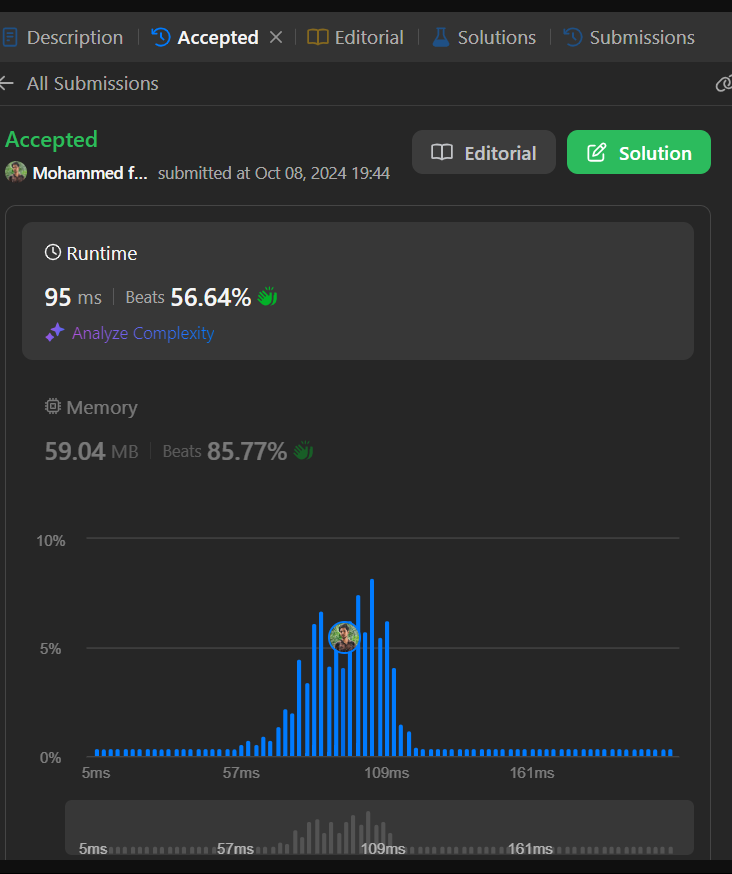 Description Accepted Editorial Solutions Submissions
All Submissions
Accepted
Mohammed f... submitted at Oct 08, 2024 19:44
Editorial
Solution
Runtime
95 ms Beats 56.64%
Analyze Complexity
Memory
59.04 MB Beats 85.77%
10%
5%
0%
5ms 57ms 109ms 161ms
5ms 57ms 109ms 161ms